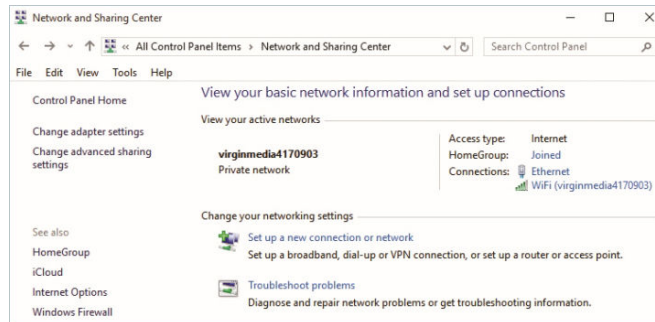 Network and Sharing Center
« All Control Panel Items > Network and Sharing Center
Search Control Panel
File Edit View Tools Help
Control Panel Home
Change adapter settings
Change advanced sharing
settings
See also
HomeGroup
iCloud
Internet Options
Windows Firewall
View your basic network information and set up connections
View your active networks
virginmedia4170903
Private network
Access type: Internet
HomeGroup: Joined
Connections: Ethernet
WiFi (virginmedia4170903)
Change your networking settings
Set up a new connection or network
Set up a broadband, dial-up or VPN connection, or set up a router or access point.
Troubleshoot problems
Diagnose and repair network problems or get troubleshooting information.